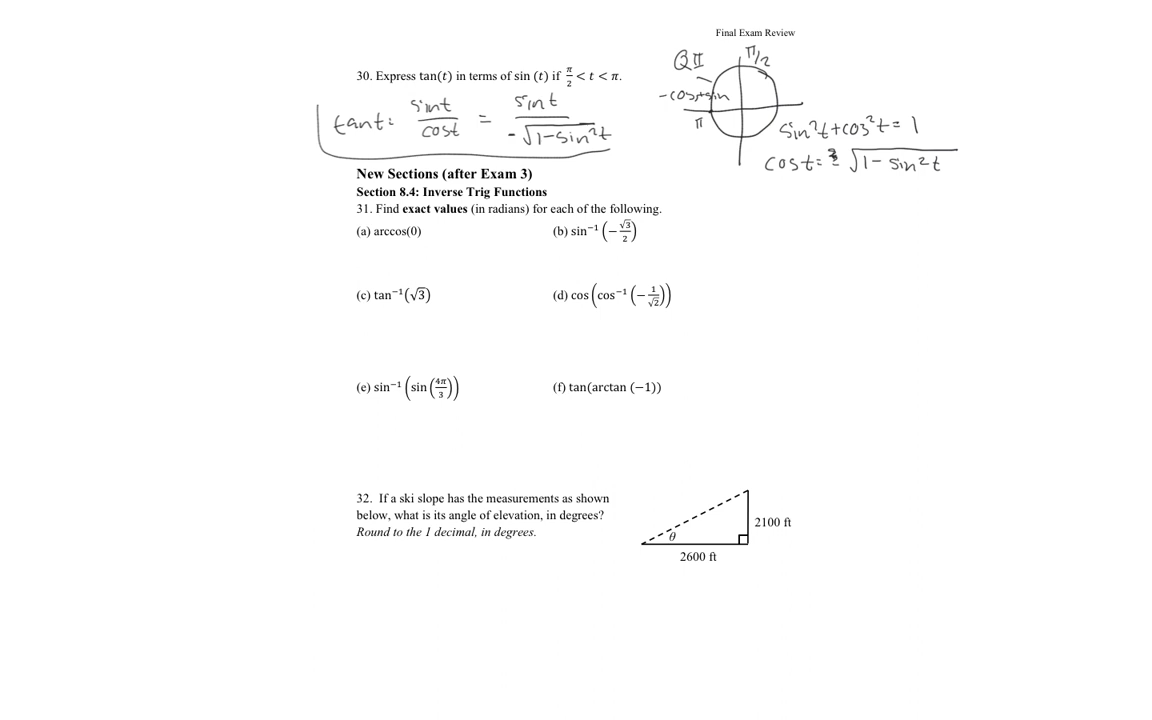 Final Exam Review
30. Express tan(t) in terms of sin (t) if π/2 < t < π.
QII
π/2
-cos +sin
π
tant = sint/cost = sint/-√1-sin²t
sin²t+cos²t = 1
cost = ± √1-sin²t
New Sections (after Exam 3)
Section 8.4: Inverse Trig Functions
31. Find exact values (in radians) for each of the following.
(a) arccos(0)
(b) sin⁻¹(-√3/2)
(c) tan⁻¹(√3)
(d) cos(cos⁻¹(-1/√2))
(e) sin⁻¹(sin(4π/3))
(f) tan(arctan (−1))
32. If a ski slope has the measurements as shown
below, what is its angle of elevation, in degrees?
Round to the 1 decimal, in degrees.
θ
2100 ft
2600 ft